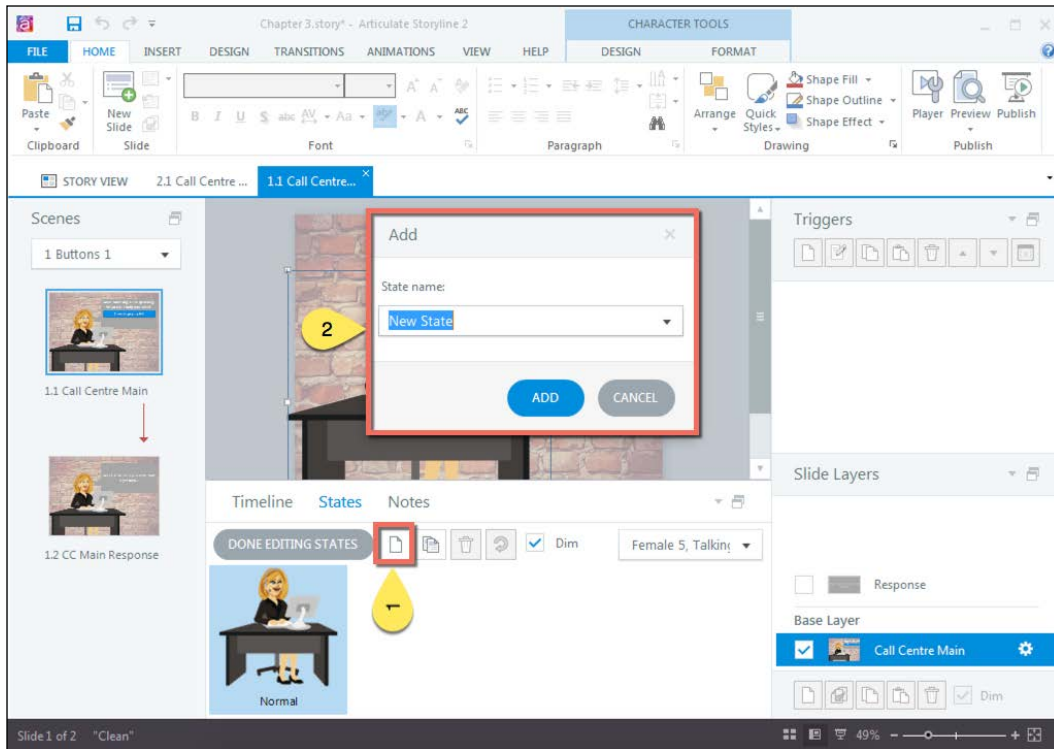 Chapter 3.story* - Articulate Storyline 2
CHARACTER TOOLS
FILE HOME INSERT DESIGN TRANSITIONS ANIMATIONS VIEW HELP DESIGN FORMAT
Paste
New Slide
B I U S abc AV Aa A ABC
Arrange
Quick Styles
Shape Fill
Shape Outline
Shape Effect
Player Preview Publish
Clipboard Slide Font Paragraph Drawing Publish
STORY VIEW 2.1 Call Centre ... 1.1 Call Centre...
Scenes
1 Buttons 1
1.1 Call Centre Main
1.2 CC Main Response
Add
State name:
New State
2
ADD CANCEL
Timeline States Notes
DONE EDITING STATES
Dim
Female 5, Talking
1
Normal
Triggers
Slide Layers
Response
Base Layer
Call Centre Main
Dim
Slide 1 of 2 "Clean" 49%